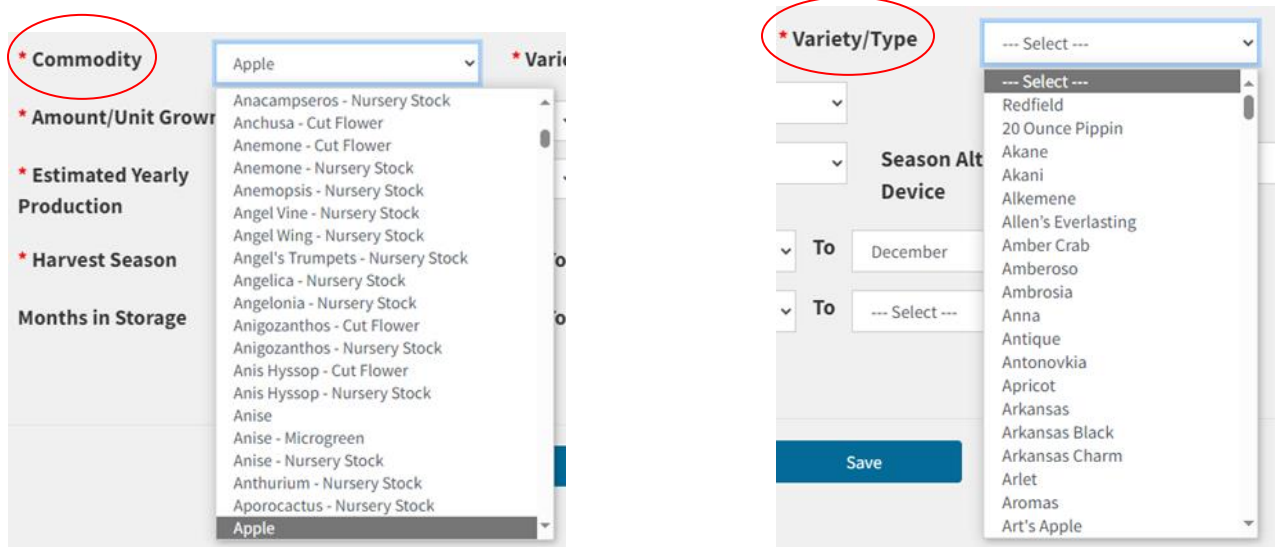 * Commodity
Apple
* Vari
Anacampseros - Nursery Stock
* Amount/Unit Grown
Anchusa - Cut Flower
Anemone - Cut Flower
Anemone - Nursery Stock
* Estimated Yearly
Production
Anemopsis - Nursery Stock
Angel Vine - Nursery Stock
Angel Wing - Nursery Stock
* Harvest Season
Angel's Trumpets - Nursery Stock
Angelica - Nursery Stock
Angelonia - Nursery Stock
Months in Storage
Anigozanthos - Cut Flower
Anigozanthos - Nursery Stock
Anis Hyssop - Cut Flower
Anis Hyssop - Nursery Stock
Anise
Anise - Microgreen
Anise - Nursery Stock
Anthurium - Nursery Stock
Aporocactus - Nursery Stock
Apple
* Variety/Type
--- Select ---
--- Select ---
Redfield
20 Ounce Pippin
Akane
Season Alt
Device
Akani
Alkemene
Allen's Everlasting
To
December
Amber Crab
Amberoso
Ambrosia
To
--- Select ---
Anna
Antique
Antonovkia
Apricot
Arkansas
Arkansas Black
Save
Arkansas Charm
Arlet
Aromas
Art's Apple